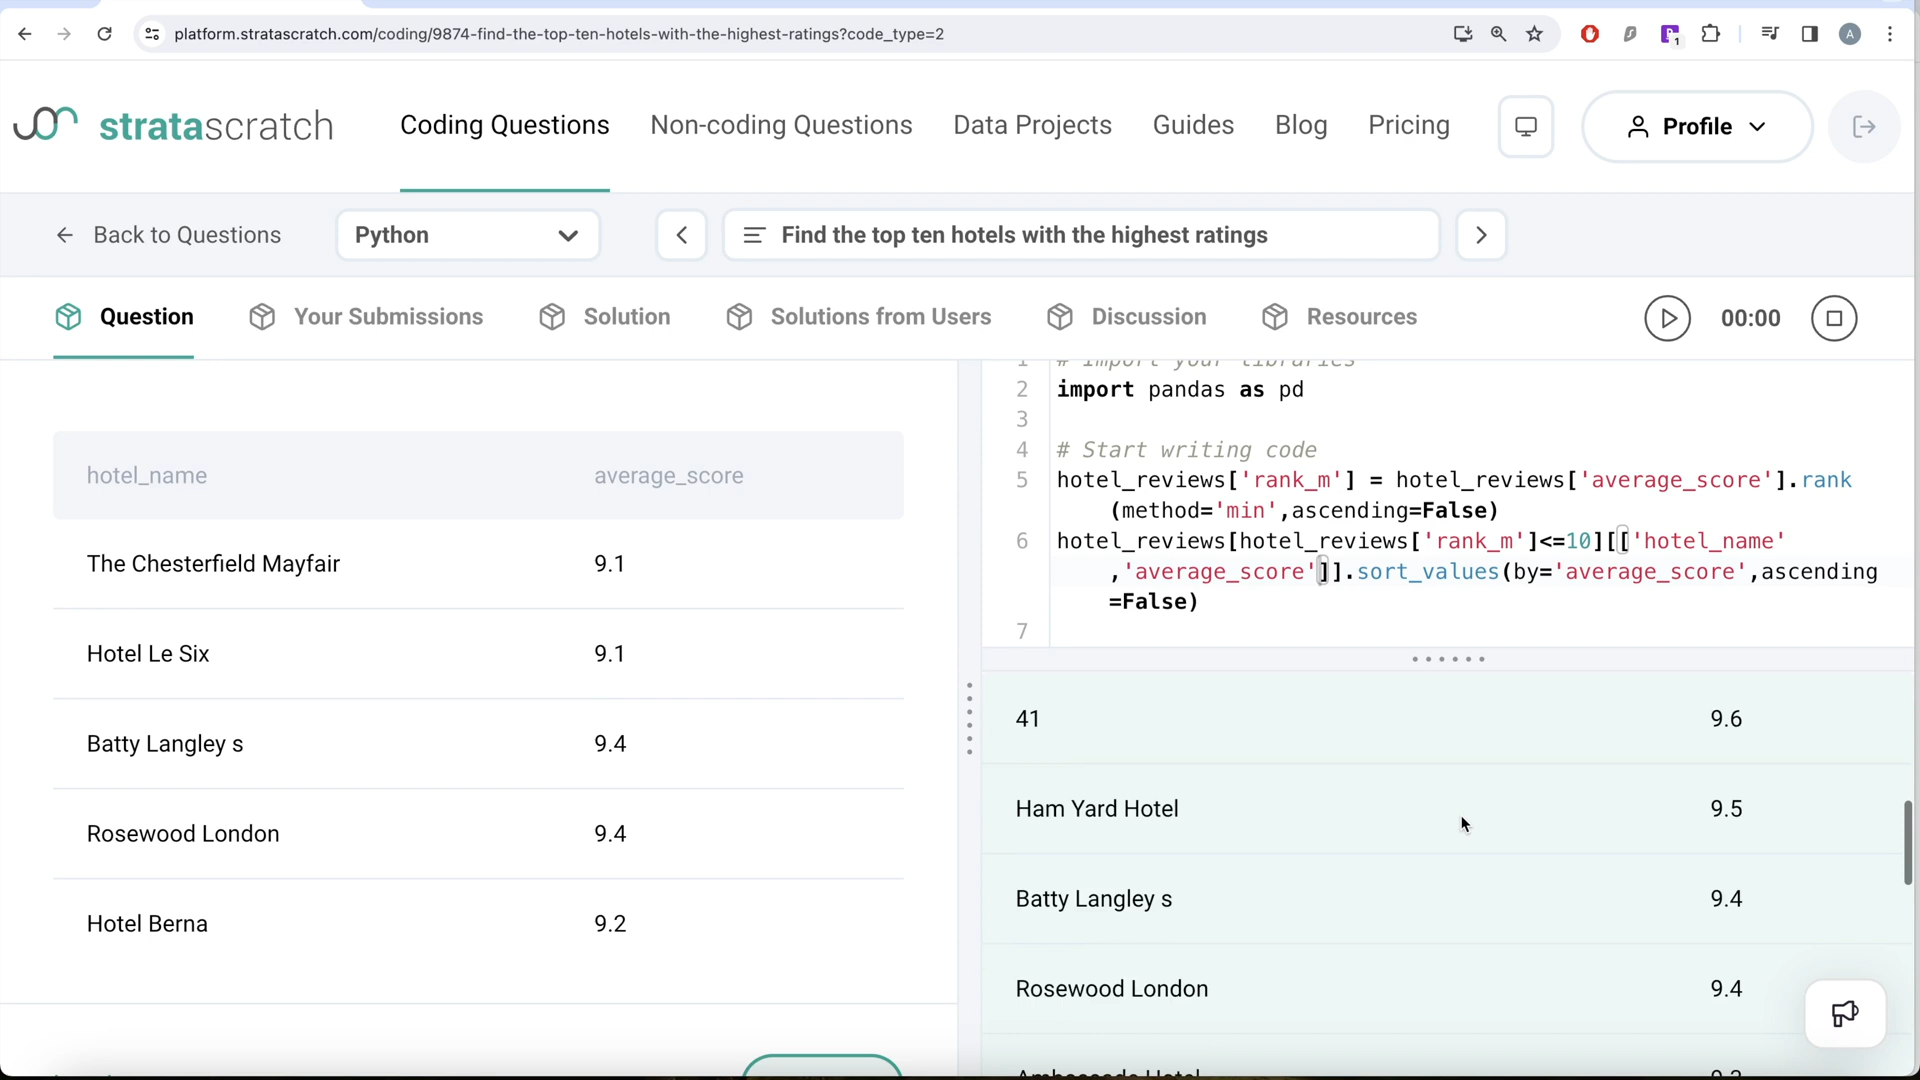 platform.stratascratch.com/coding/9874-find-the-top-ten-hotels-with-the-highest-ratings?code_type=2
1
A
stratascratch
Coding Questions
Non-coding Questions
Data Projects
Guides
Blog
Pricing
Profile
Back to Questions
Python
Find the top ten hotels with the highest ratings
Question
Your Submissions
Solution
Solutions from Users
Discussion
Resources
00:00
hotel_name average_score
The Chesterfield Mayfair 9.1
Hotel Le Six 9.1
Batty Langley s 9.4
Rosewood London 9.4
Hotel Berna 9.2
1 # Import your libraries
2 import pandas as pd
3
4 # Start writing code
5 hotel_reviews['rank_m'] = hotel_reviews['average_score'].rank
(method='min',ascending=False)
6 hotel_reviews[hotel_reviews['rank_m']<=10][['hotel_name'
,'average_score']].sort_values(by='average_score',ascending
=False)
7
41 9.6
Ham Yard Hotel 9.5
Batty Langley s 9.4
Rosewood London 9.4